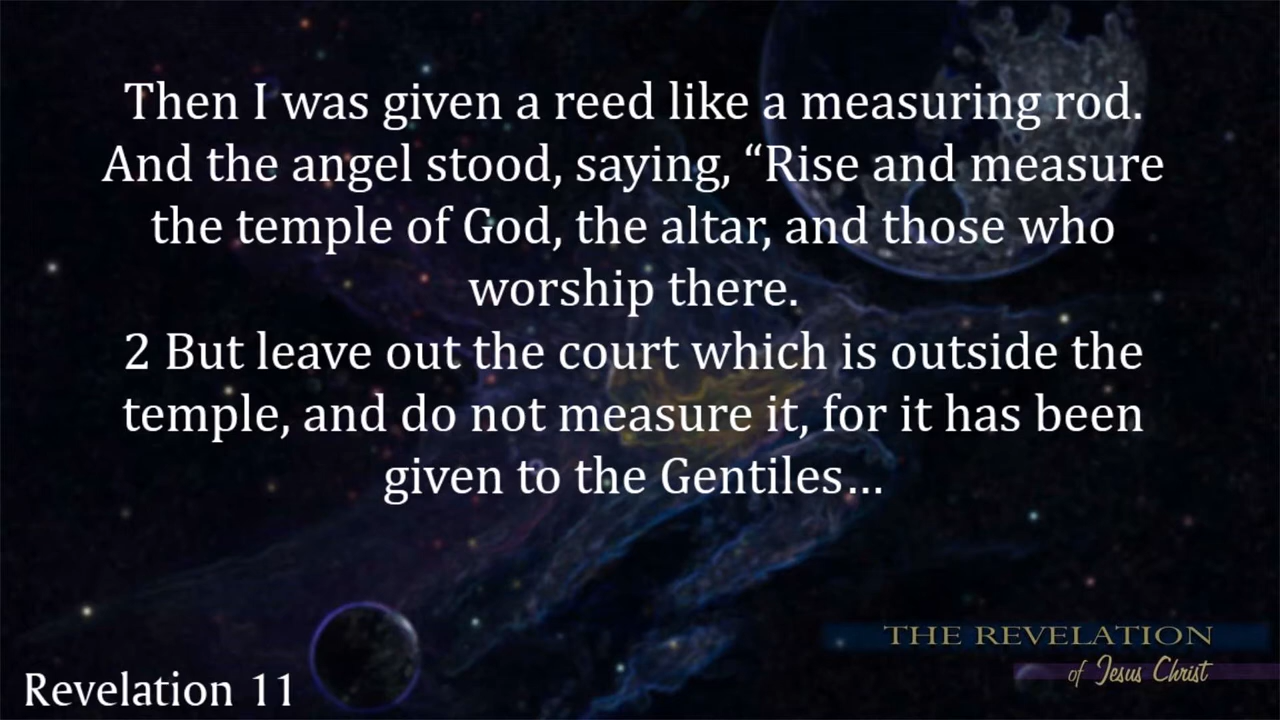 Then I was given a reed like a measuring rod.
And the angel stood, saying, “Rise and measure
the temple of God, the altar, and those who
worship there.
2 But leave out the court which is outside the
temple, and do not measure it, for it has been
given to the Gentiles…
THE REVELATION
of Jesus Christ
Revelation 11